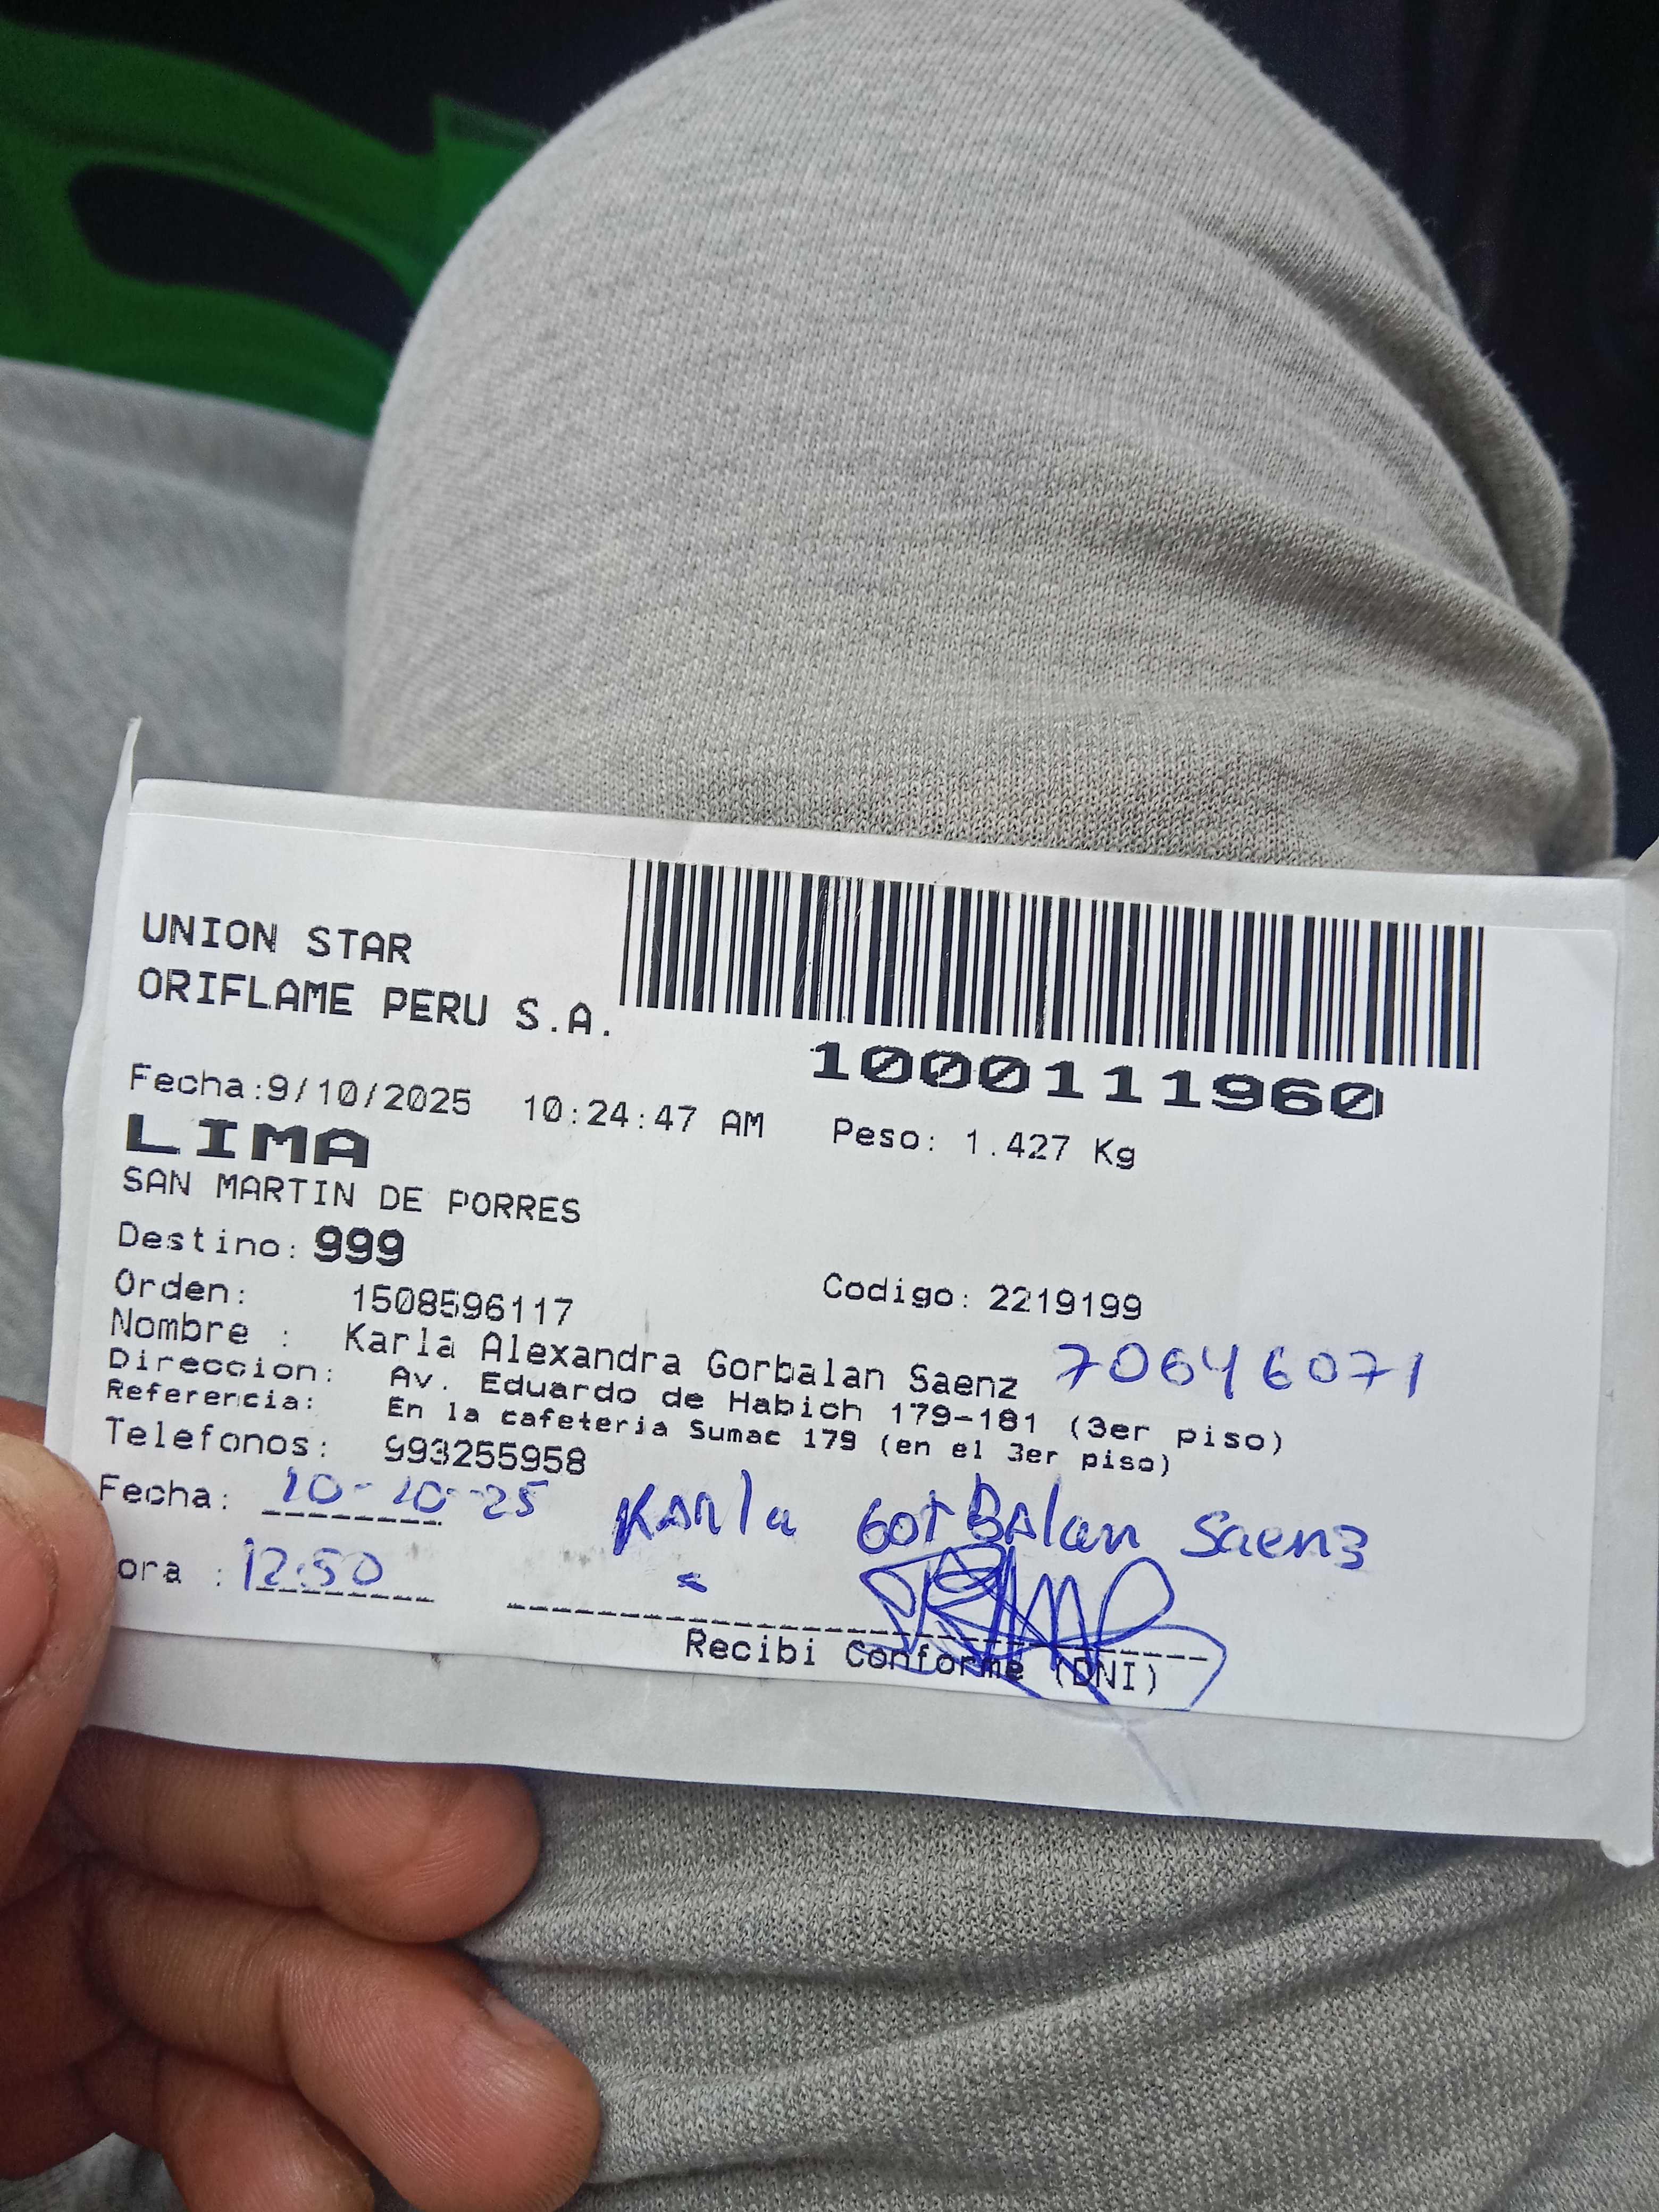 UNION STAR
ORIFLAME PERU S.A.
1000111960
Fecha:9/10/2025 10:24:47 AM Peso: 1.427 Kg
LIMA
SAN MARTIN DE PORRES
Destino: 999
Orden: 1508596117 Codigo: 2219199
Nombre : Karla Alexandra Gorbalan Saenz 70646071
Direccion: Av. Eduardo de Habich 179-181 (3er piso)
Referencia: En la cafeteria Sumac 179 (en el 3er piso)
Telefonos: 993255958
Fecha: 10-10-25 Karla Gorbalan Saenz
ora : 12:50
Recibi Conforme (DNI)